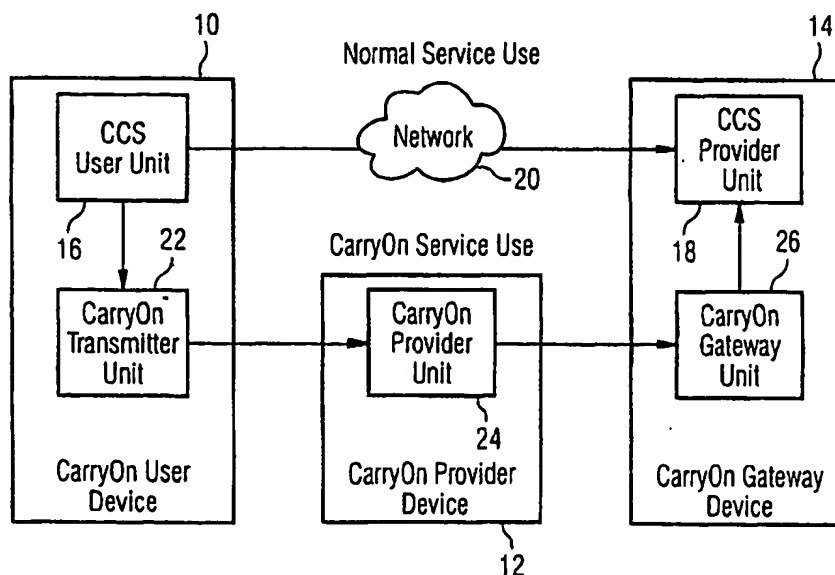 10
Normal Service Use
14
CCS
User Unit
Network
CCS
Provider
Unit
20
16
22
CarryOn Service Use
18
26
CarryOn
Transmitter
Unit
CarryOn
Provider
Unit
CarryOn
Gateway
Unit
24
CarryOn User
Device
CarryOn Provider
Device
CarryOn Gateway
Device
12